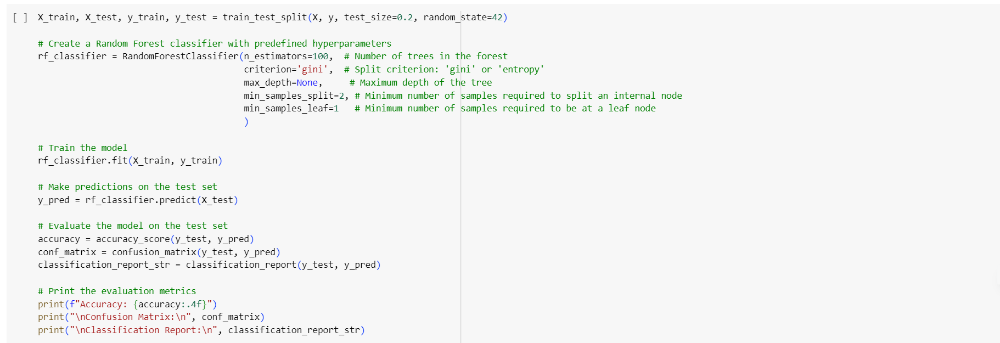 [ ] X_train, X_test, y_train, y_test = train_test_split(X, y, test_size=0.2, random_state=42)
# Create a Random Forest classifier with predefined hyperparameters
rf_classifier = RandomForestClassifier(n_estimators=100,  # Number of trees in the forest
criterion='gini',  # Split criterion: 'gini' or 'entropy'
max_depth=None,     # Maximum depth of the tree
min_samples_split=2, # Minimum number of samples required to split an internal node
min_samples_leaf=1   # Minimum number of samples required to be at a leaf node
)
# Train the model
rf_classifier.fit(X_train, y_train)
# Make predictions on the test set
y_pred = rf_classifier.predict(X_test)
# Evaluate the model on the test set
accuracy = accuracy_score(y_test, y_pred)
conf_matrix = confusion_matrix(y_test, y_pred)
classification_report_str = classification_report(y_test, y_pred)
# Print the evaluation metrics
print(f"Accuracy: {accuracy:.4f}")
print("\nConfusion Matrix:\n", conf_matrix)
print("\nClassification Report:\n", classification_report_str)